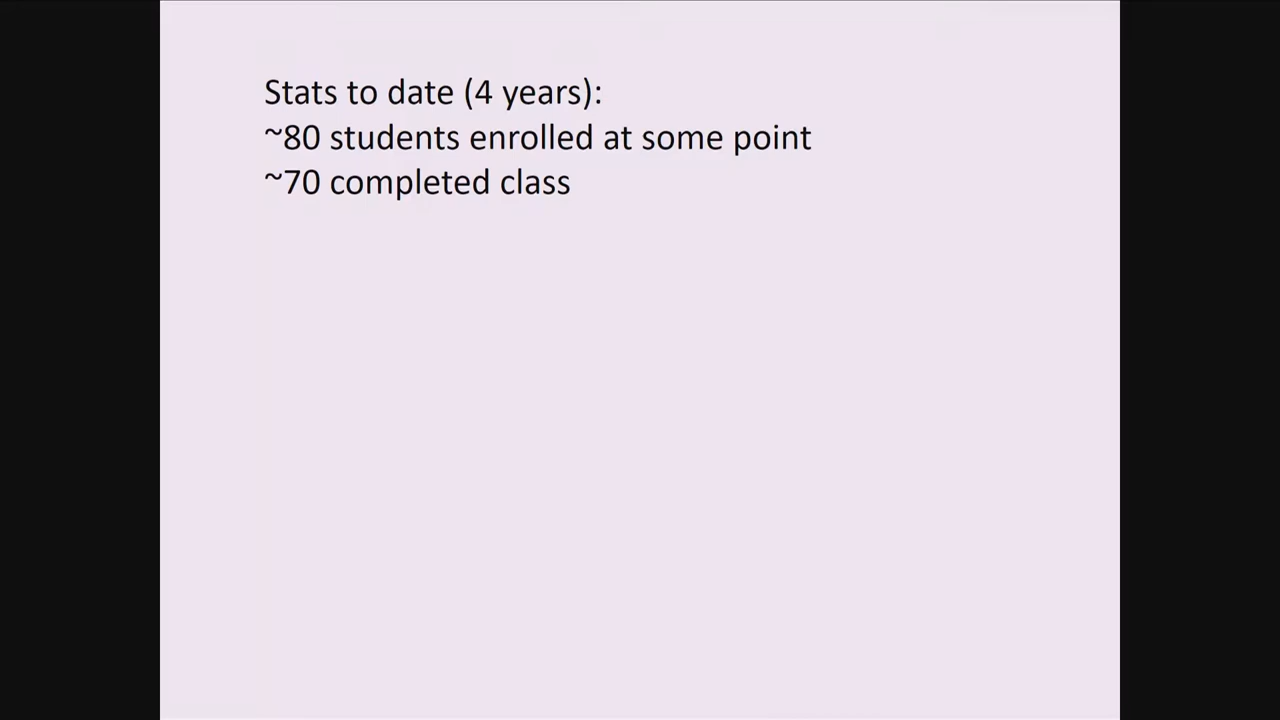 Stats to date (4 years):
~80 students enrolled at some point
~70 completed class